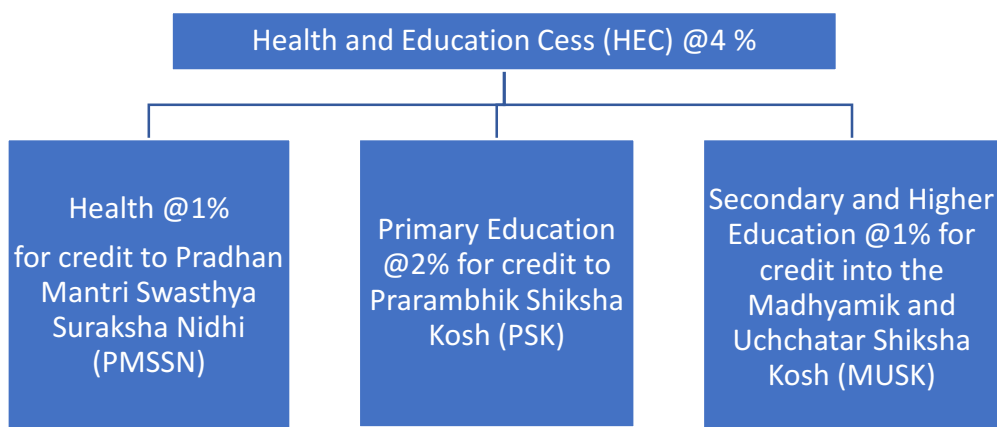 Health and Education Cess (HEC) @4 %
Health @1%
for credit to Pradhan
Mantri Swasthya
Suraksha Nidhi
(PMSSN)
Primary Education
@2% for credit to
Prarambhik Shiksha
Kosh (PSK)
Secondary and Higher
Education @1% for
credit into the
Madhyamik and
Uchchatar Shiksha
Kosh (MUSK)